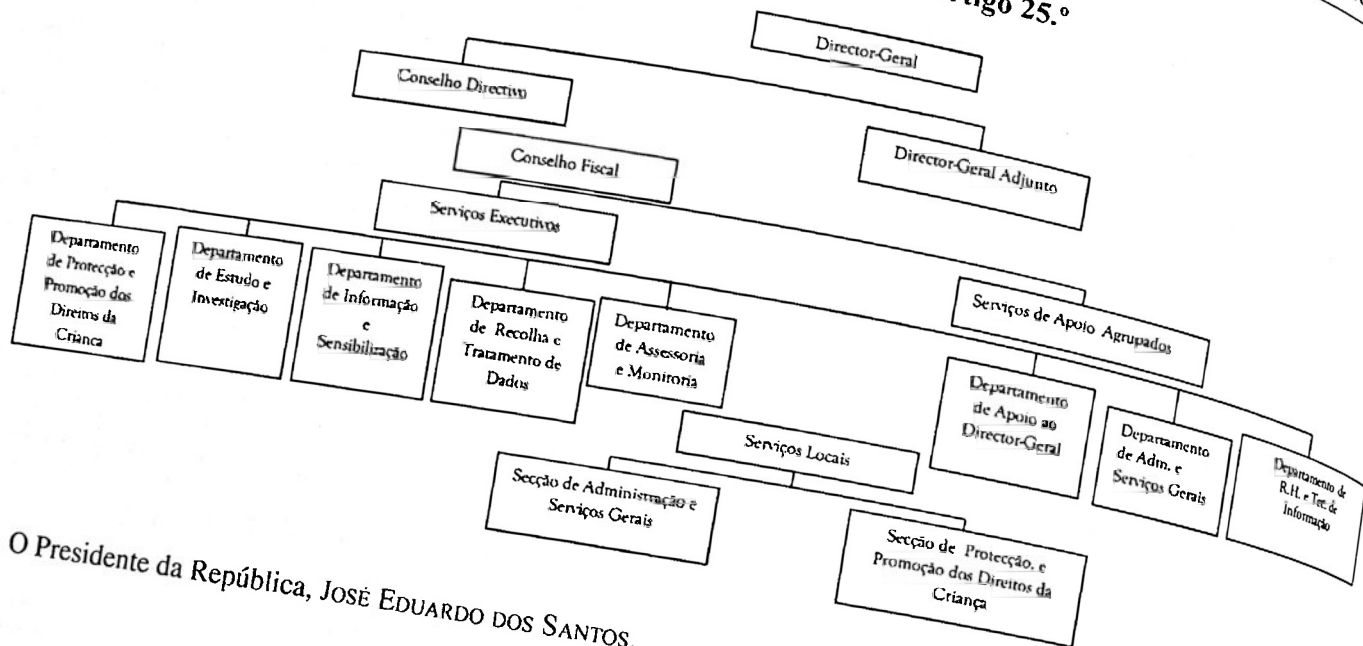 tigo 25.º
Director-Geral
Conselho Directivo
Director-Geral Adjunto
Conselho Fiscal
Serviços Executivos
Serviços de Apoio Agrupados
Departamento
de Protecção e
Promoção dos
Direitos da
Crianca
Departamento
de Estudo e
Investigação
Departamento
de Informação
e
Sensibilização
Departamento
de Recolha e
Tratamento de
Dados
Departamento
de Assessoria
e Monitoria
Departamento
de Apoio ao
Director-Geral
Departamento
de Adm. e
Serviços Gerais
Departamento de
R.H. e Tec. de
Informação
Serviços Locais
Secção de Administração e
Serviços Gerais
Secção de Protecção. e
Promoção dos Direitos da
Criança
O Presidente da República, JOSÉ EDUARDO DOS SANTOS.